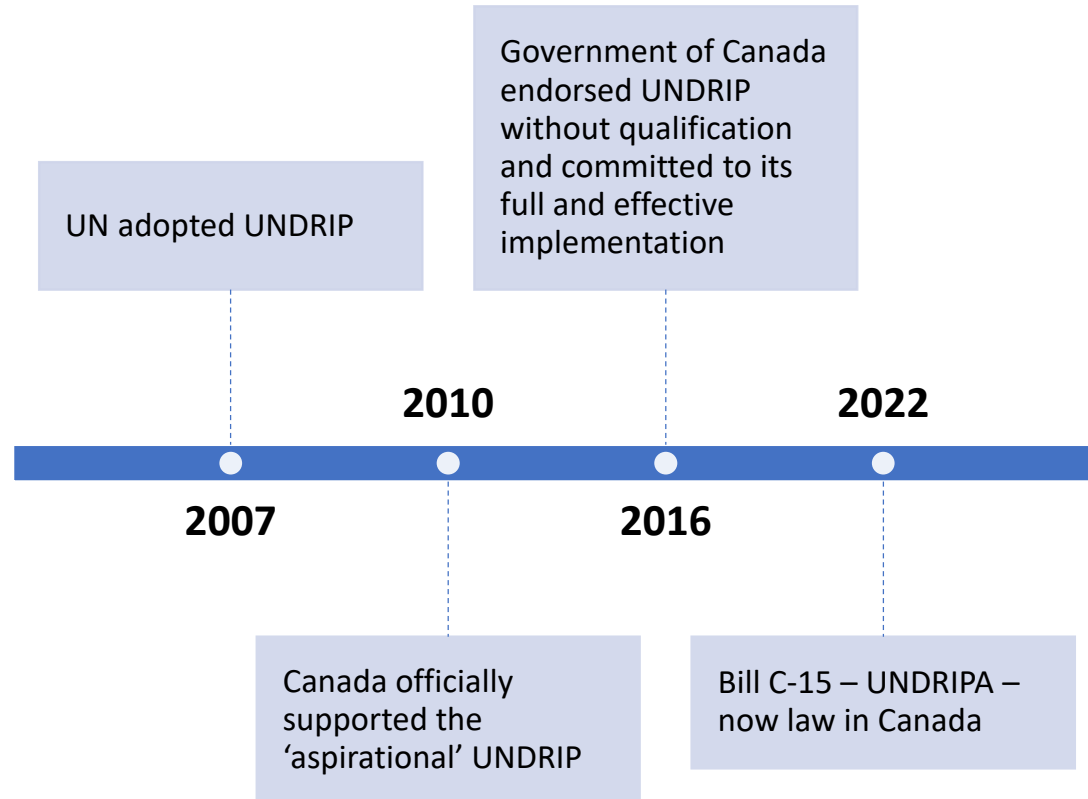 UN adopted UNDRIP
Government of Canada
endorsed UNDRIP
without qualification
and committed to its
full and effective
implementation
2010
2022
2007
2016
Canada officially
supported the
‘aspirational’ UNDRIP
Bill C-15 – UNDRIPA –
now law in Canada